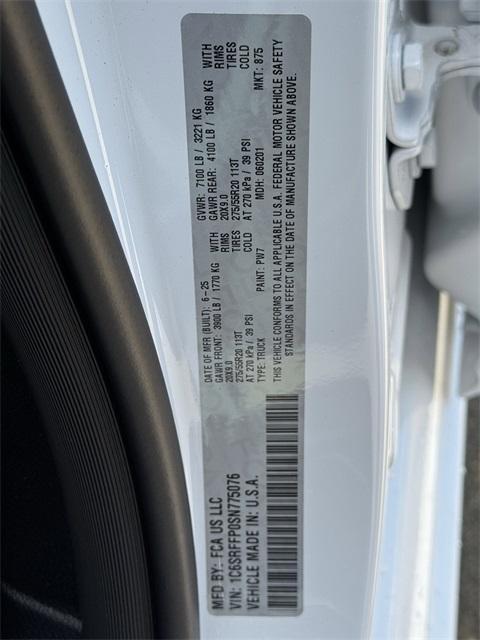 MFD BY: FCA US LLC
DATE OF MFR (BUILT): 6-25
GVWR: 7100 LB / 3221 KG
GAWR FRONT: 3900 LB / 1770 KG WITH
GAWR REAR: 4100 LB / 1860 KG WITH
20X9.0 RIMS
20X9.0 RIMS
275/55R20 113T TIRES
275/55R20 113T TIRES
AT 270 kPa / 39 PSI COLD
AT 270 kPa / 39 PSI COLD
VIN: 1C6SRFFP0SN775076
TYPE: TRUCK
PAINT: PW7
MDH: 060201
MKT: 875
VEHICLE MADE IN: U.S.A.
THIS VEHICLE CONFORMS TO ALL APPLICABLE U.S.A. FEDERAL MOTOR VEHICLE SAFETY
STANDARDS IN EFFECT ON THE DATE OF MANUFACTURE SHOWN ABOVE.